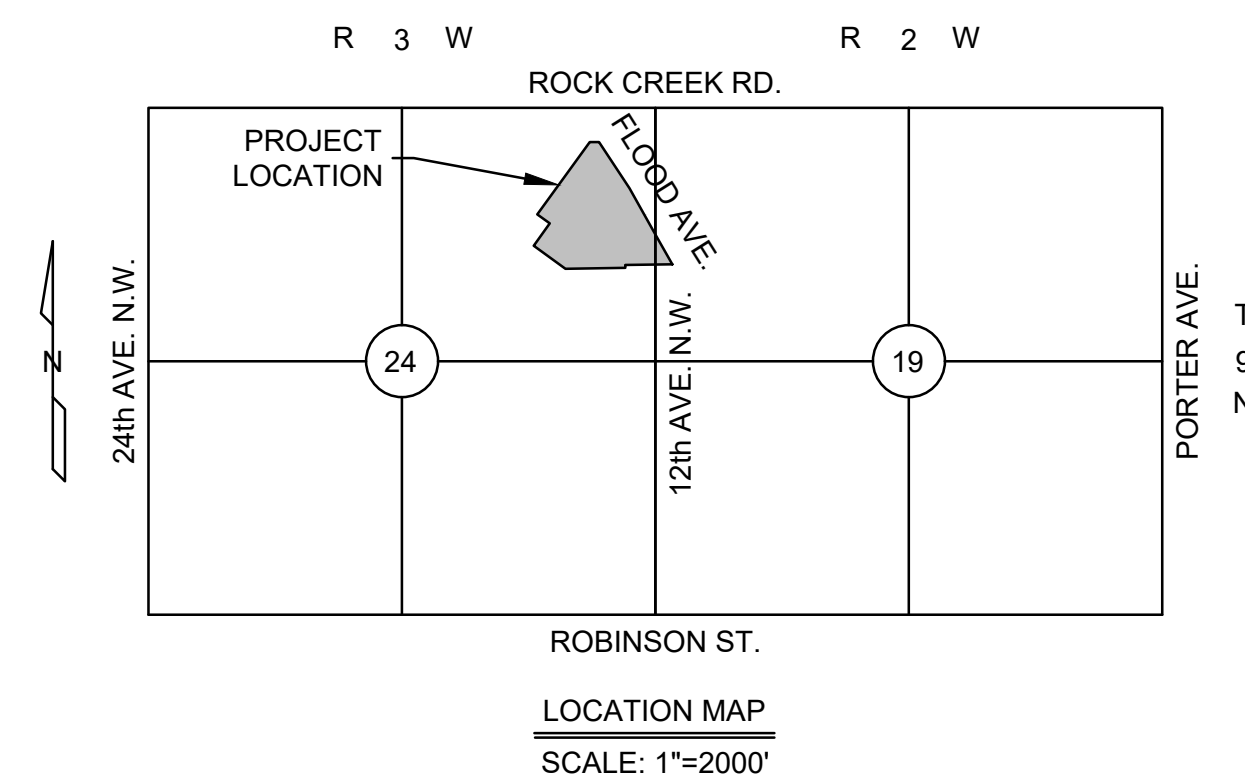 R 3 W
R 2 W
ROCK CREEK RD.
PROJECT
LOCATION
FLOOD AVE.
N
24th AVE. N.W.
24
12th AVE. N.W.
19
PORTER AVE.
T
9
N
ROBINSON ST.
LOCATION MAP
SCALE: 1"=2000'